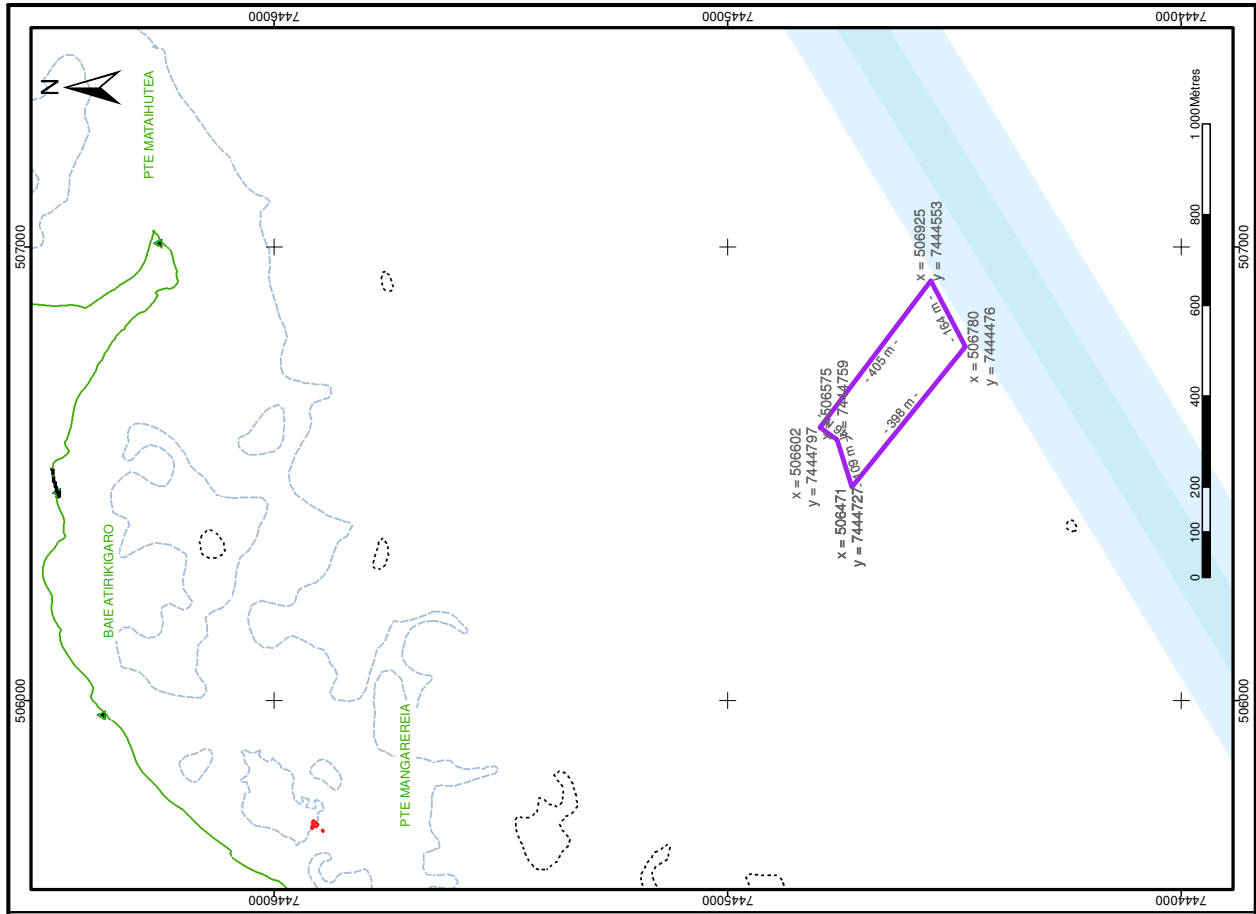 7446000
7445000
7444000
N
PTE MATAIHUTEA
507000
507000
BAIE ATIRIKIGARO
PTE MANGAREREIA
506000
506000
x = 506925
y = 7444553
- 164 m -
x = 506780
y = 7444476
- 405 m -
- 398 m -
x = 506575
y = 7444759
x = 506602
y = 7444797
x = 506471
y = 7444727
0
100
200
400
600
800
1 000 Mètres
7446000
7445000
7444000